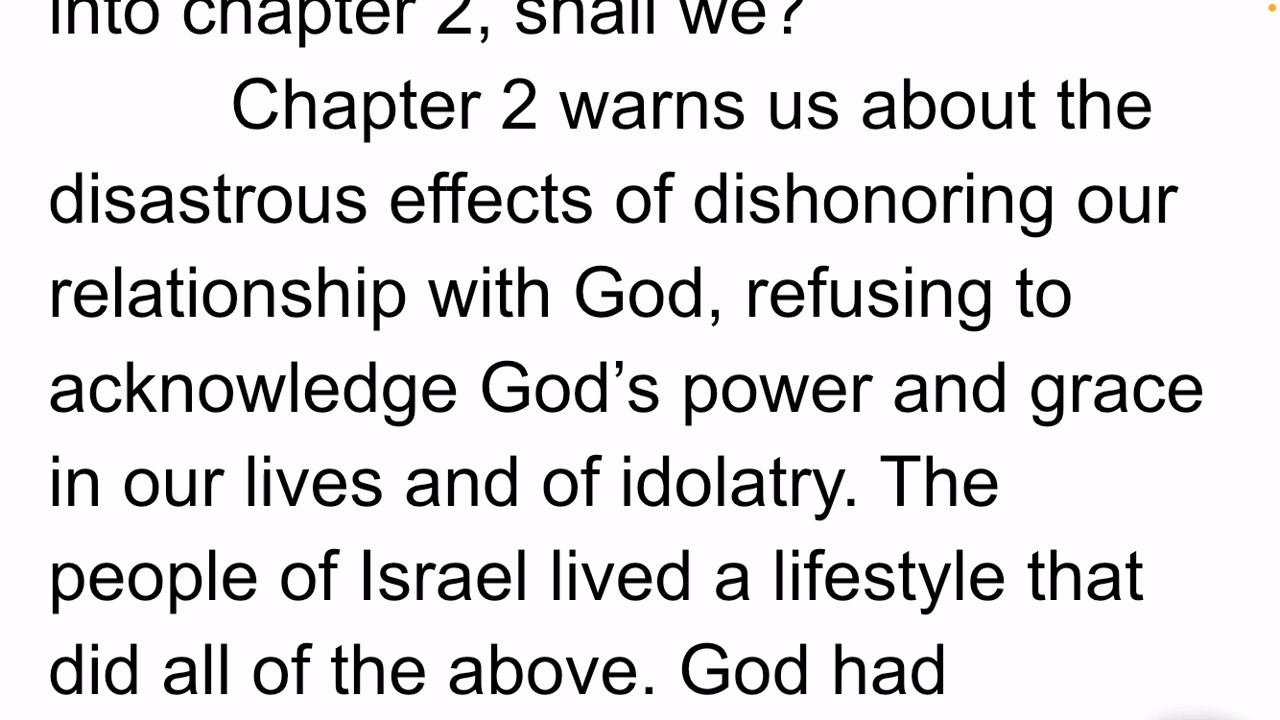 into chapter 2, shall we?
Chapter 2 warns us about the
disastrous effects of dishonoring our
relationship with God, refusing to
acknowledge God’s power and grace
in our lives and of idolatry. The
people of Israel lived a lifestyle that
did all of the above. God had